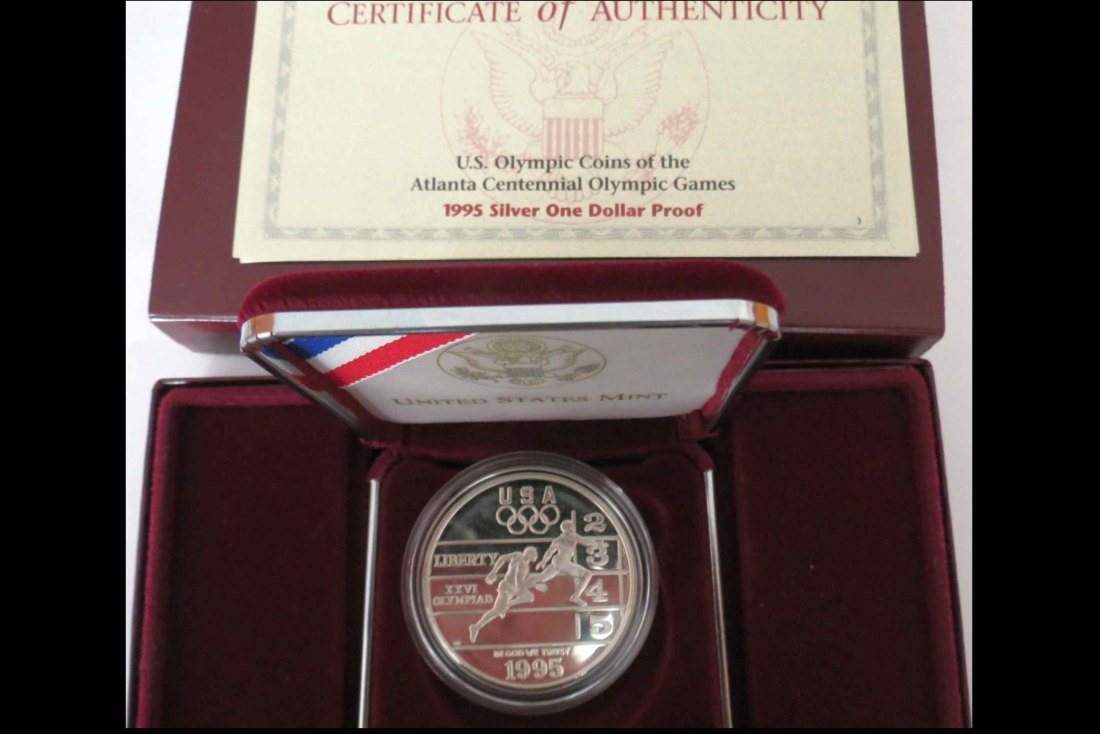 CERTIFICATE of AUTHENTICITY
U.S. Olympic Coins of the
Atlanta Centennial Olympic Games
1995 Silver One Dollar Proof
3
UNITED STATES MINT
USA
2
3
LIBERTY
XXVI
OLYMPIAD
4
5
IN GOD WE TRUST
1995